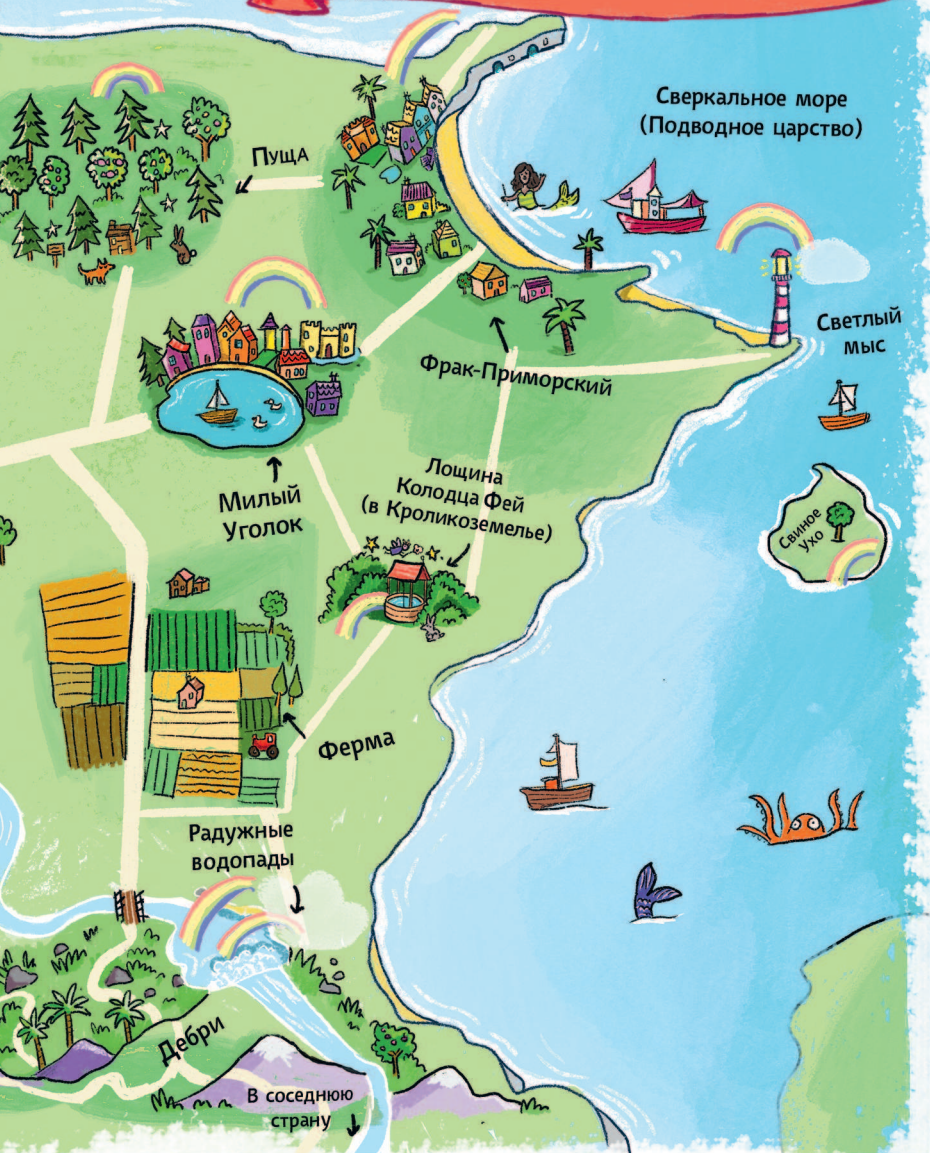 Сверкальное море
(Подводное царство)
Пуща
Светлый
мыс
Фрак-Приморский
Милый
Уголок
Лощина
Колодца Фей
(в Кроликоземелье)
Свиное
Ухо
Ферма
Радужные
водопады
Дебри
В соседнюю
страну